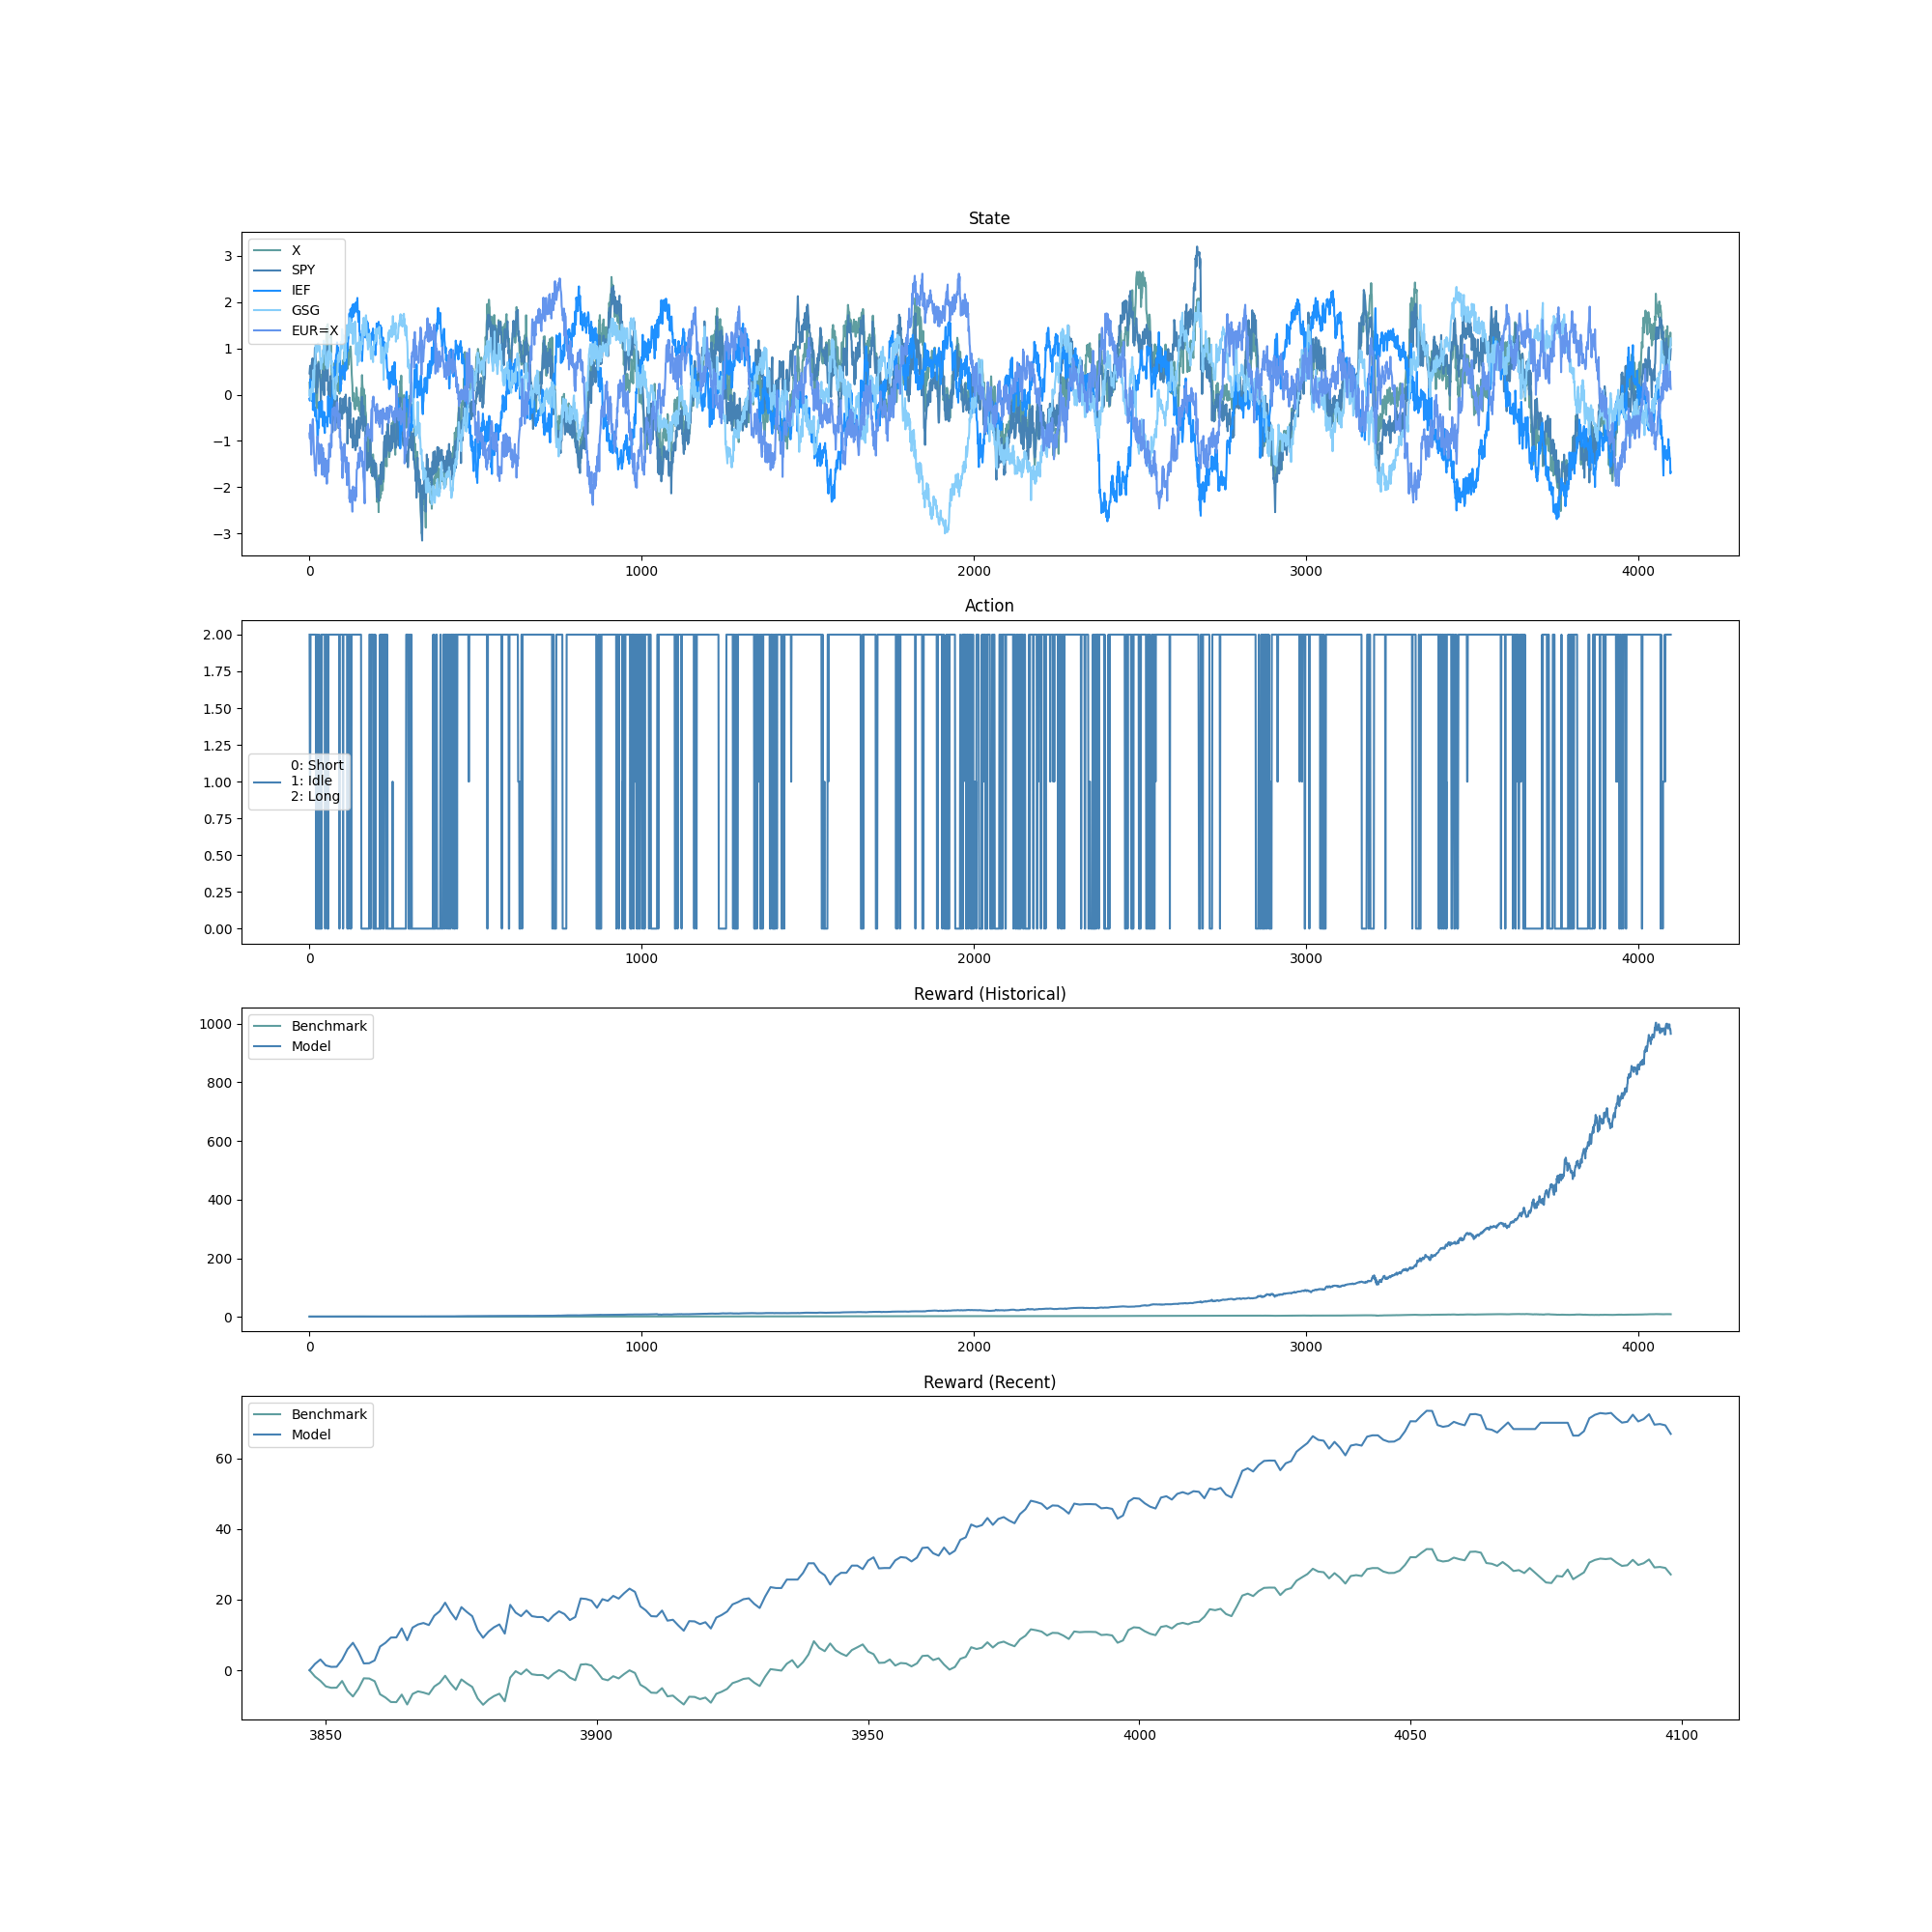 State
X
SPY
IEF
GSG
EUR=X
3
2
1
0
−1
−2
−3
0 1000 2000 3000 4000
Action
2.00
1.75
1.50
1.25
1.00
0.75
0.50
0.25
0.00
0: Short
1: Idle
2: Long
0 1000 2000 3000 4000
Reward (Historical)
Benchmark
Model
1000
800
600
400
200
0
0 1000 2000 3000 4000
Reward (Recent)
Benchmark
Model
60
40
20
0
3850 3900 3950 4000 4050 4100